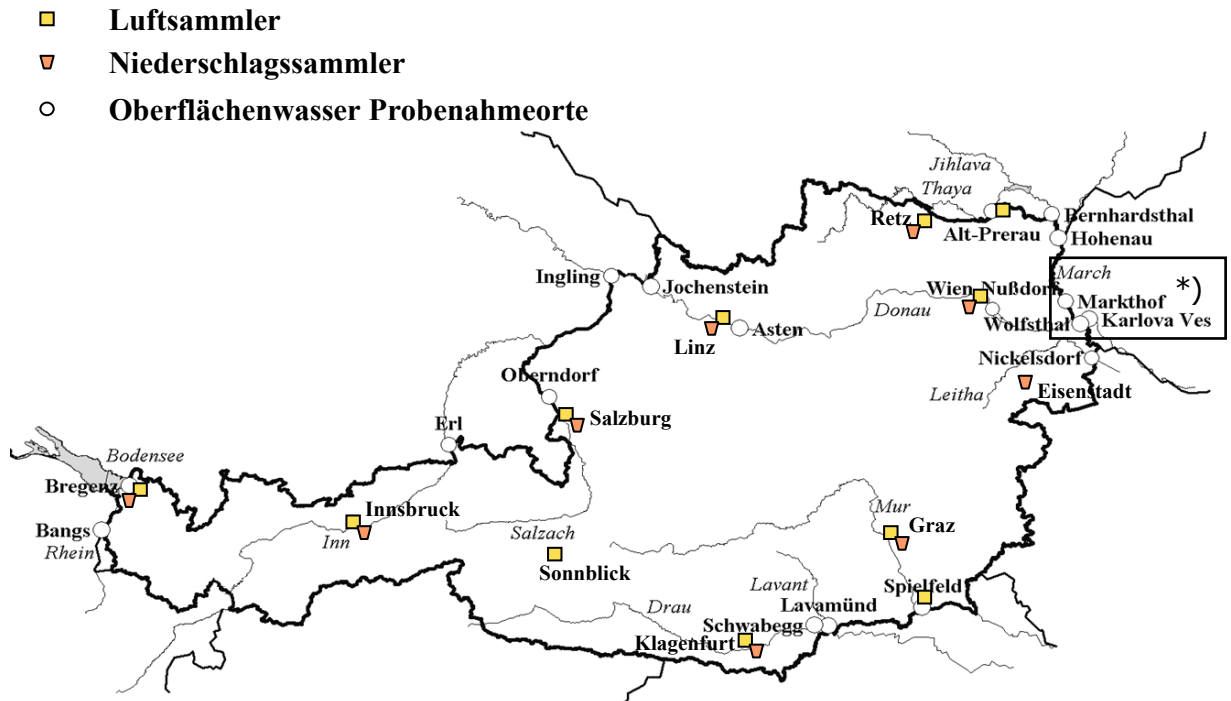 Luftsammler
Niederschlagssammler
Oberflächenwasser Probenahmeorte
Jihlava
Thaya
Retz
Alt-Prerau
Bernhardsthal
Hohenau
Ingling
Jochenstein
March
*)
Wien Nußdorf
Markthof
Donau
Karlova Ves
Wolfsthal
Asten
Linz
Nickelsdorf
Oberndorf
Leitha
Eisenstadt
Salzburg
Erl
Bodensee
Bregenz
Innsbruck
Mur
Graz
Bangs
Rhein
Inn
Salzach
Sonnblick
Lavant
Spielfeld
Drau
Lavamünd
Schwabegg
Klagenfurt